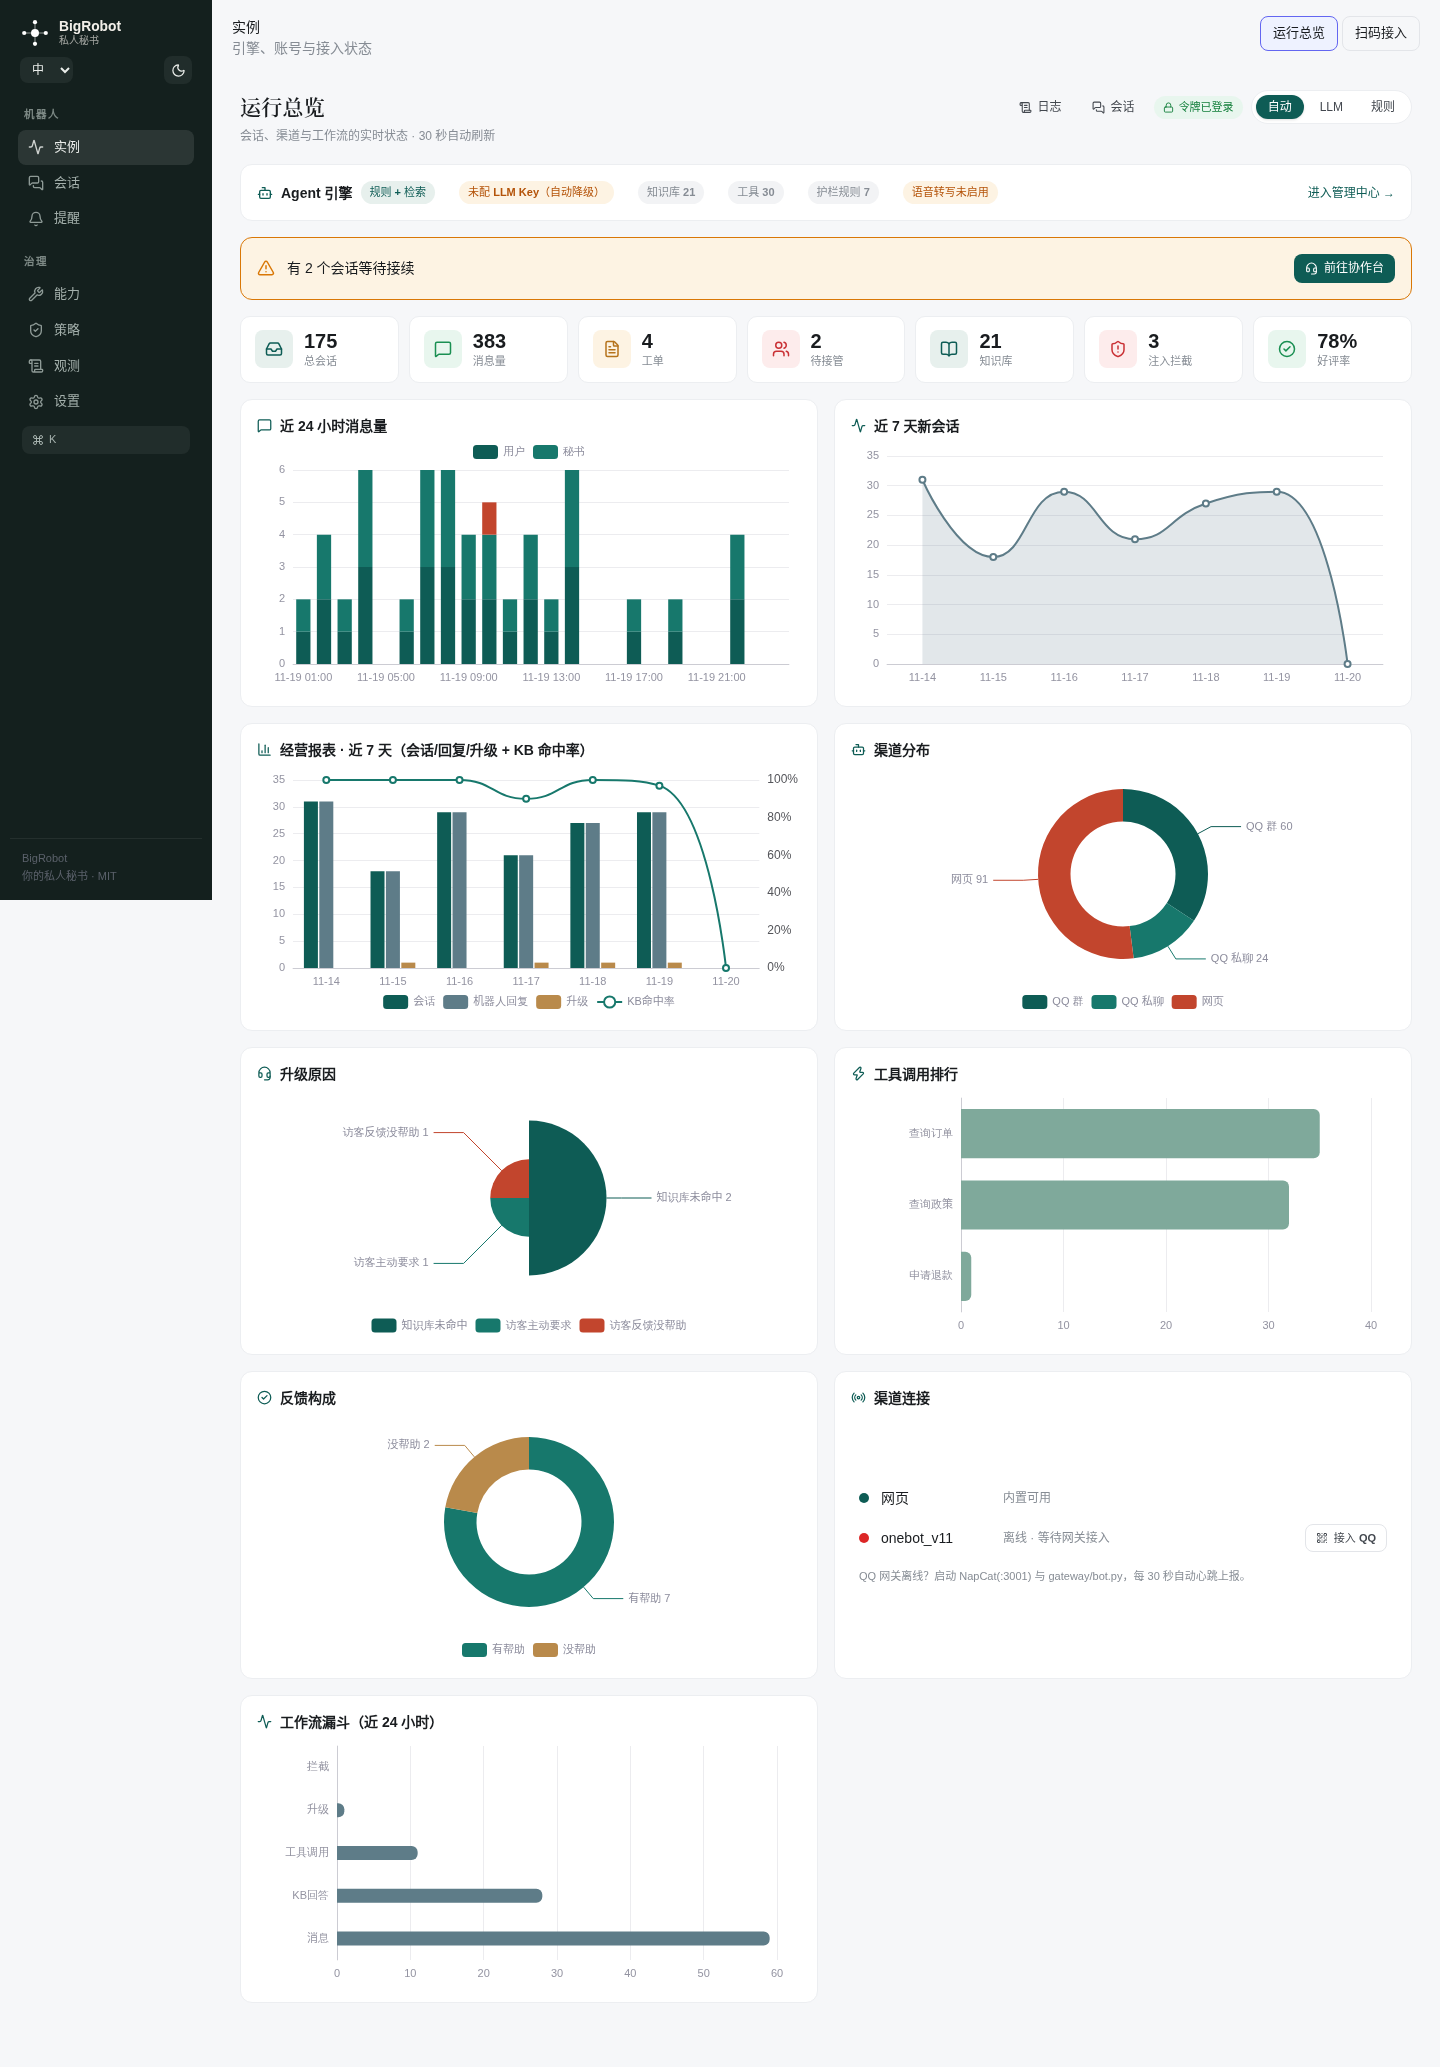 BigRobot
私人秘书
中
机器人
实例
会话
提醒
治理
能力
策略
观测
设置
⌘ K
BigRobot
你的私人秘书 · MIT
实例
引擎、账号与接入状态
运行总览
扫码接入
运行总览
会话、渠道与工作流的实时状态 · 30 秒自动刷新
日志
会话
令牌已登录
自动
LLM
规则
Agent 引擎
规则 + 检索
未配 LLM Key（自动降级）
知识库 21
工具 30
护栏规则 7
语音转写未启用
进入管理中心 →
有 2 个会话等待接续
前往协作台
175
总会话
383
消息量
4
工单
2
待接管
21
知识库
3
注入拦截
78%
好评率
近 24 小时消息量
用户
秘书
6
5
4
3
2
1
0
11-19 01:00
11-19 05:00
11-19 09:00
11-19 13:00
11-19 17:00
11-19 21:00
近 7 天新会话
35
30
25
20
15
10
5
0
11-14
11-15
11-16
11-17
11-18
11-19
11-20
经营报表 · 近 7 天（会话/回复/升级 + KB 命中率）
35
30
25
20
15
10
5
0
100%
80%
60%
40%
20%
0%
11-14
11-15
11-16
11-17
11-18
11-19
11-20
会话
机器人回复
升级
KB命中率
渠道分布
QQ 群 60
网页 91
QQ 私聊 24
QQ 群
QQ 私聊
网页
升级原因
访客反馈没帮助 1
知识库未命中 2
访客主动要求 1
知识库未命中
访客主动要求
访客反馈没帮助
工具调用排行
查询订单
查询政策
申请退款
0
10
20
30
40
反馈构成
没帮助 2
有帮助 7
有帮助
没帮助
渠道连接
网页
内置可用
onebot_v11
离线 · 等待网关接入
接入 QQ
QQ 网关离线？启动 NapCat(:3001) 与 gateway/bot.py，每 30 秒自动心跳上报。
工作流漏斗（近 24 小时）
拦截
升级
工具调用
KB回答
消息
0
10
20
30
40
50
60